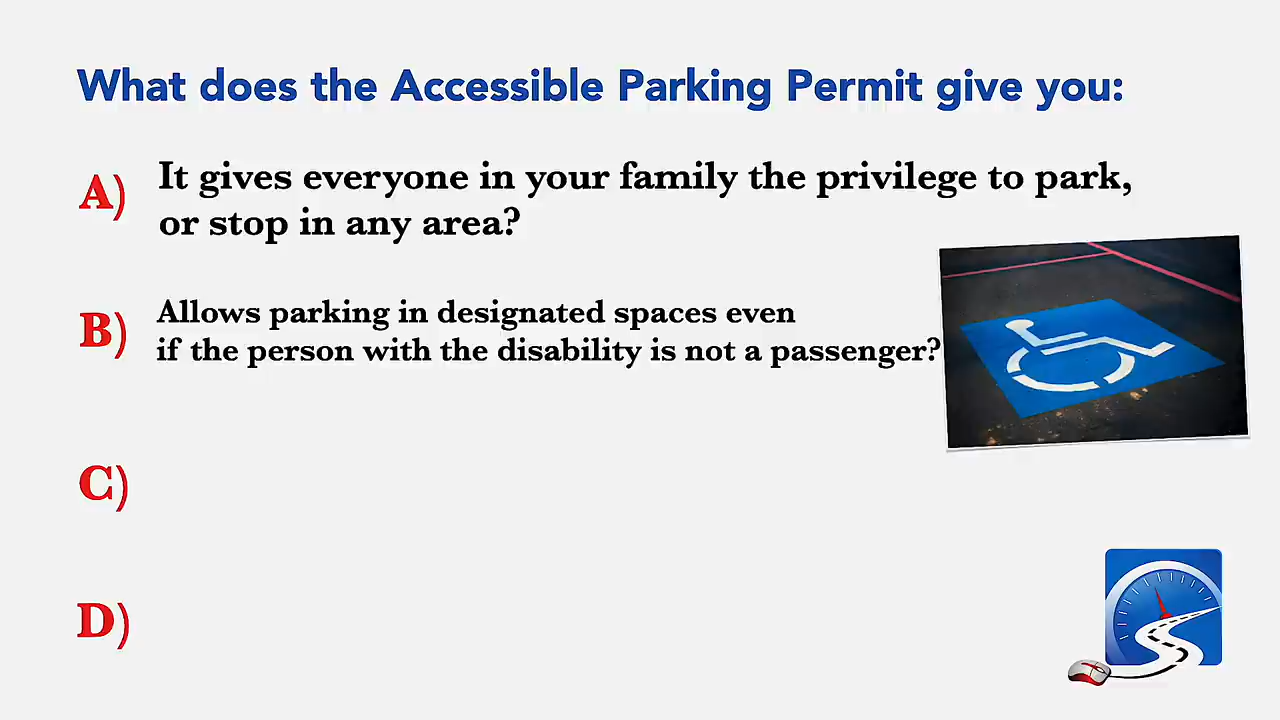 What does the Accessible Parking Permit give you:
A) It gives everyone in your family the privilege to park,
or stop in any area?
B) Allows parking in designated spaces even
if the person with the disability is not a passenger?
C)
D)